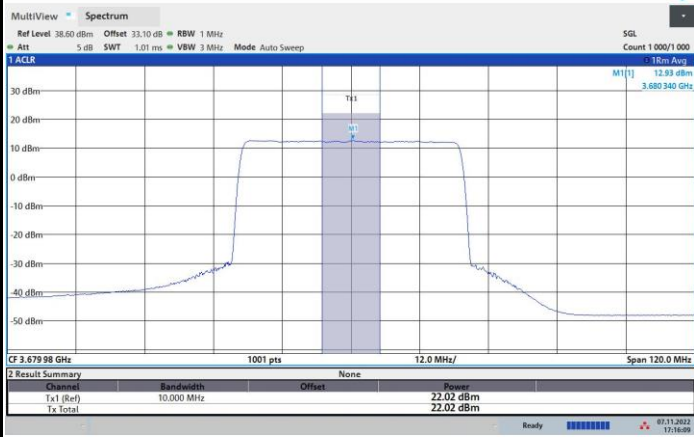 MultiView Spectrum
Ref Level 38.60 dBm Offset 33.10 dB RBW 1 MHz SGL
Att 5 dB SWT 1.01 ms VBW 3 MHz Mode Auto Sweep Count 1 000/1 000
1 ACLR 1Rm Avg
M1[1] 12.93 dBm
3.680 340 GHz
30 dBm
Tx1
20 dBm
M1
10 dBm
0 dBm
-10 dBm
-20 dBm
-30 dBm
-40 dBm
-50 dBm
CF 3.679 98 GHz 1001 pts 12.0 MHz/ Span 120.0 MHz
2 Result Summary None
Channel Bandwidth Offset Power
Tx1 (Ref) 10.000 MHz 22.02 dBm
Tx Total 22.02 dBm
Ready 07.11.2022
17:16:09